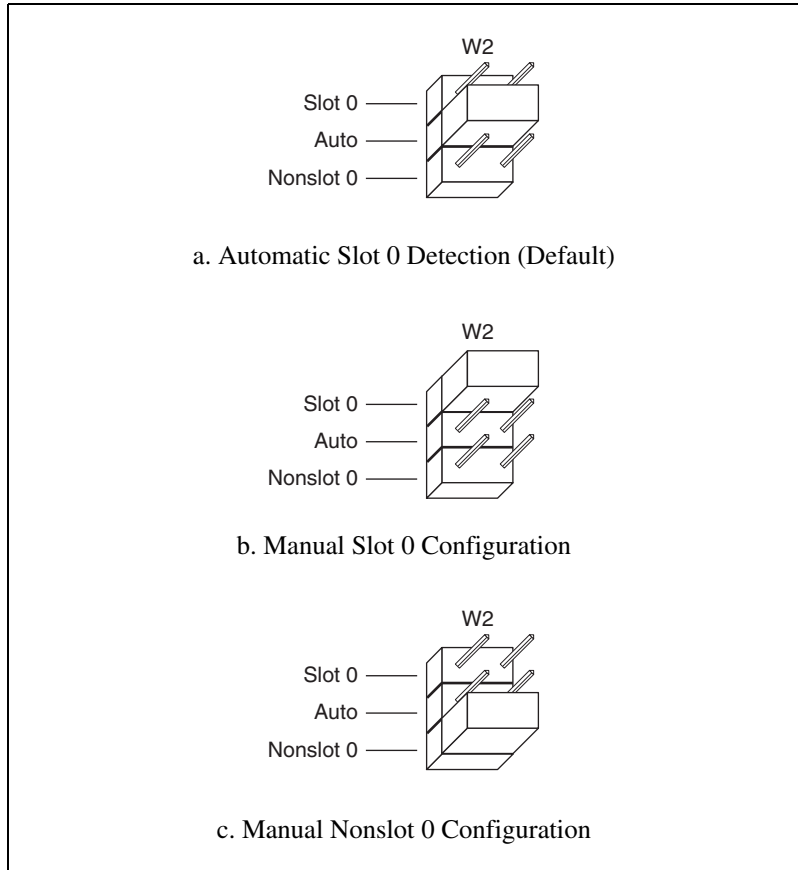 W2
Slot 0
Auto
Nonslot 0
a. Automatic Slot 0 Detection (Default)
W2
Slot 0
Auto
Nonslot 0
b. Manual Slot 0 Configuration
W2
Slot 0
Auto
Nonslot 0
c. Manual Nonslot 0 Configuration